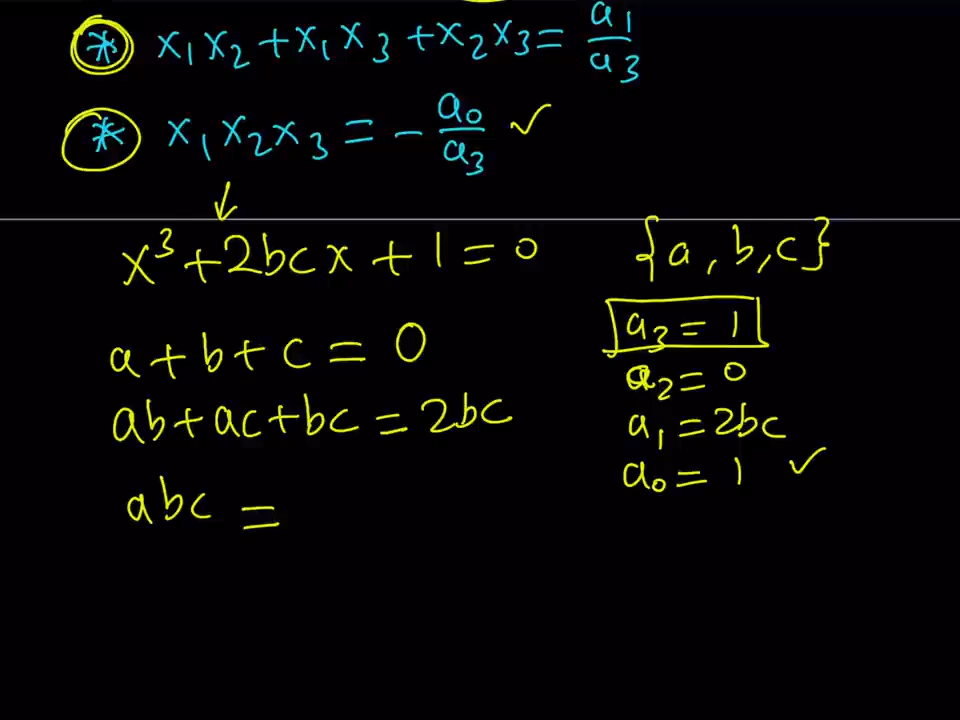 * x₁x₂ + x₁x₃ + x₂x₃ = a₁/a₃
* x₁x₂x₃ = - a₀/a₃ ✓
↓
x³ + 2bcx + 1 = 0 {a, b, c}
a + b + c = 0 a₃ = 1
a₂ = 0
ab + ac + bc = 2bc a₁ = 2bc
a₀ = 1 ✓
abc =